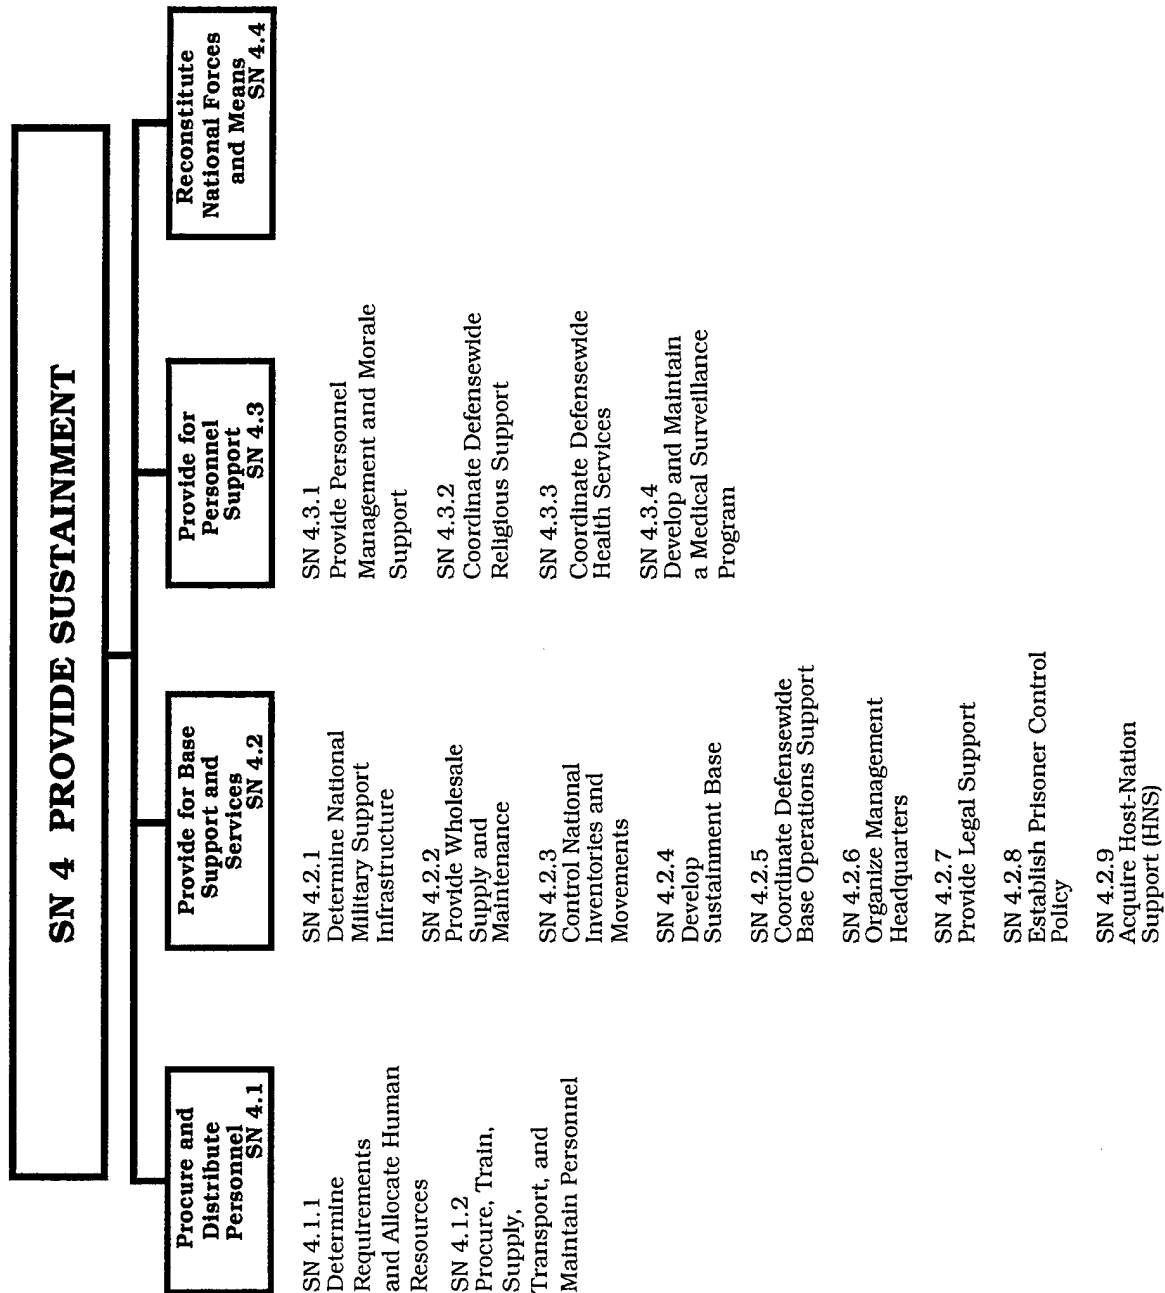 SN 4 PROVIDE SUSTAINMENT
Procure and
Distribute
Personnel
SN 4.1
SN 4.1.1
Determine
Requirements
and Allocate Human
Resources
SN 4.1.2
Procure, Train,
Supply,
Transport, and
Maintain Personnel
Provide for Base
Support and
Services
SN 4.2
SN 4.2.1
Determine National
Military Support
Infrastructure
SN 4.2.2
Provide Wholesale
Supply and
Maintenance
SN 4.2.3
Control National
Inventories and
Movements
SN 4.2.4
Develop
Sustainment Base
SN 4.2.5
Coordinate Defensewide
Base Operations Support
SN 4.2.6
Organize Management
Headquarters
SN 4.2.7
Provide Legal Support
SN 4.2.8
Establish Prisoner Control
Policy
SN 4.2.9
Acquire Host-Nation
Support (HNS)
Provide for
Personnel
Support
SN 4.3
SN 4.3.1
Provide Personnel
Management and Morale
Support
SN 4.3.2
Coordinate Defensewide
Religious Support
SN 4.3.3
Coordinate Defensewide
Health Services
SN 4.3.4
Develop and Maintain
a Medical Surveillance
Program
Reconstitute
National Forces
and Means
SN 4.4